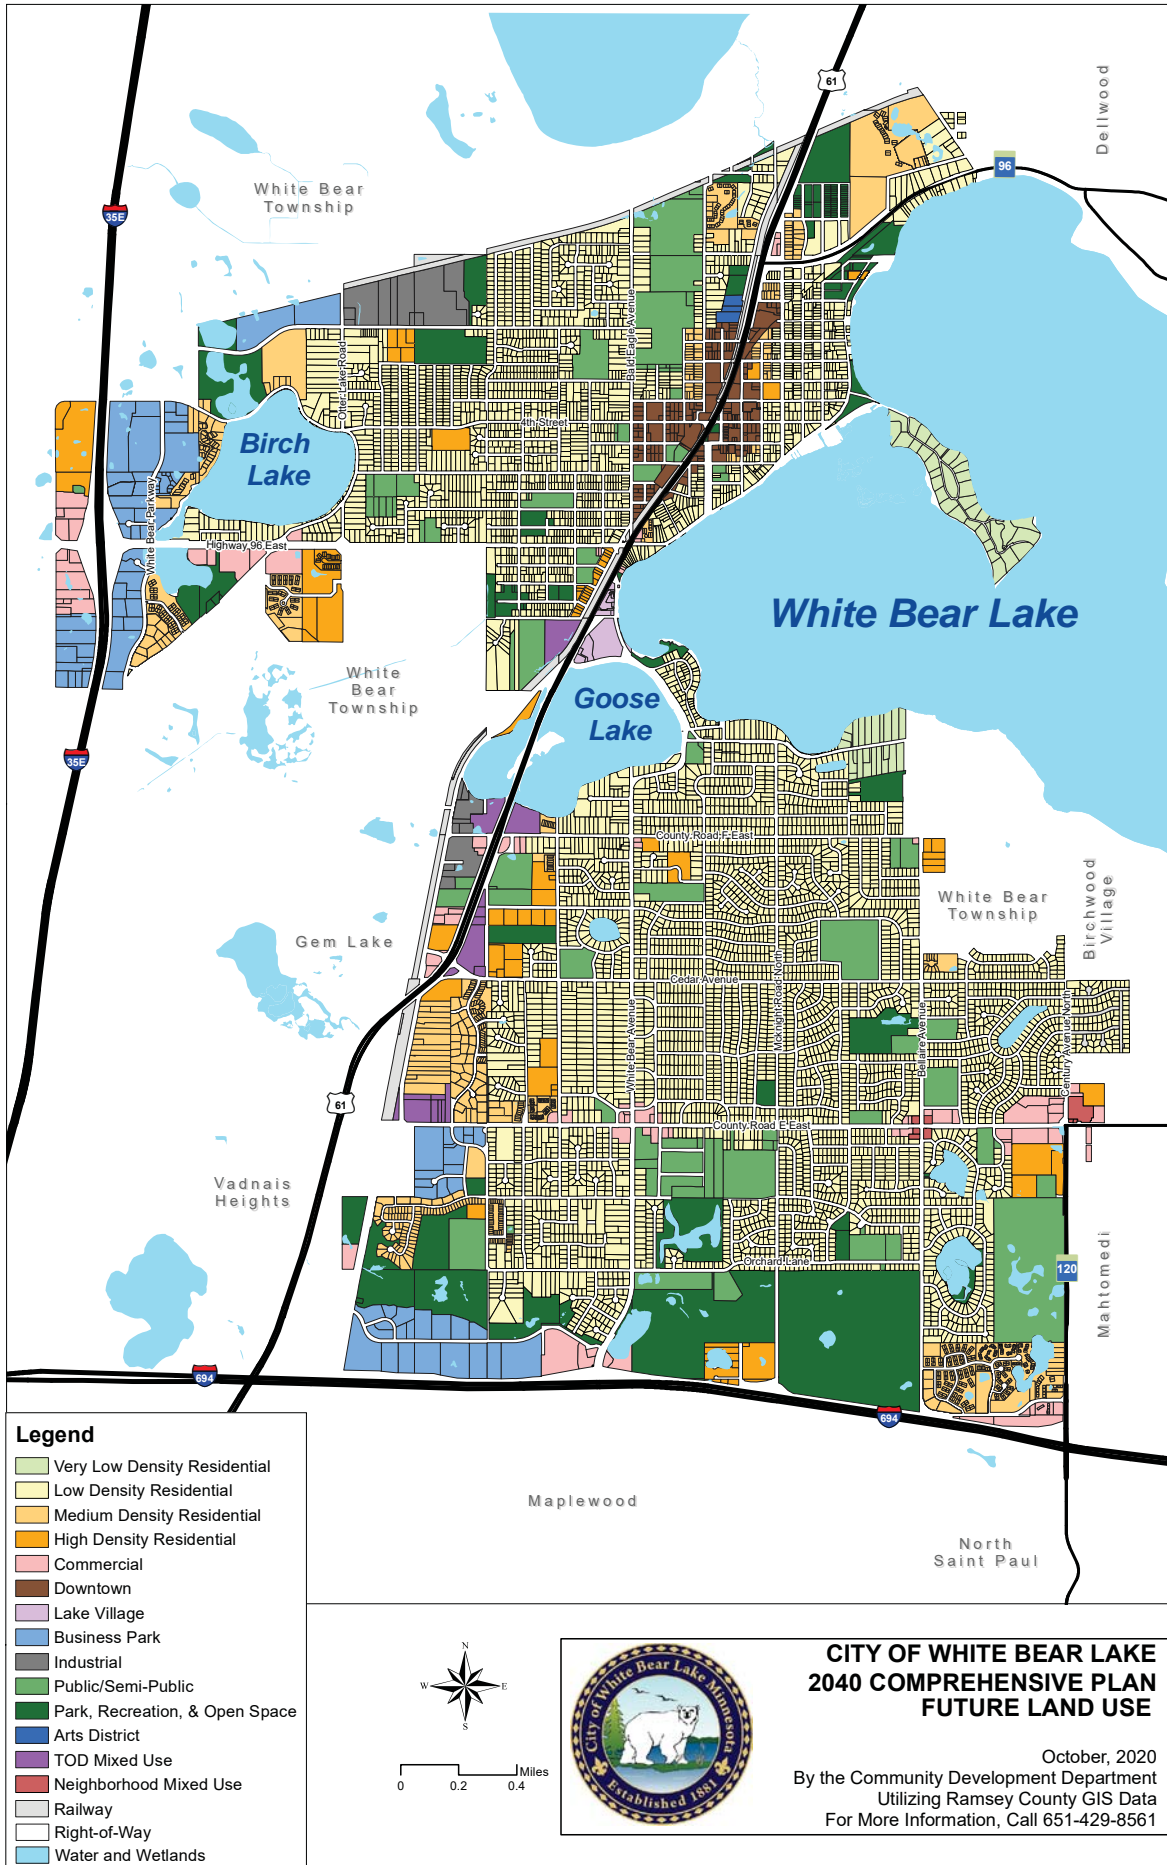 61
Dellwood
96
White Bear
Township
35E
Bald Eagle Avenue
Otter Lake Road
4th Street
Birch
Lake
White Bear Parkway
Highway 96 East
White Bear Lake
White
Bear
Township
Goose
Lake
35E
County Road F East
White Bear
Township
Birchwood
Village
Gem Lake
Cedar Avenue
McKnight Road North
White Bear Avenue
Bellaire Avenue
Century Avenue North
61
County Road E East
Vadnais
Heights
Orchard Lane
120
Mahtomedi
694
694
Maplewood
North
Saint Paul
Legend
Very Low Density Residential
Low Density Residential
Medium Density Residential
High Density Residential
Commercial
Downtown
Lake Village
Business Park
Industrial
Public/Semi-Public
Park, Recreation, & Open Space
Arts District
TOD Mixed Use
Neighborhood Mixed Use
Railway
Right-of-Way
Water and Wetlands
N
W
E
S
0 0.2 0.4 Miles
City of White Bear Lake Minnesota
Established 1881
CITY OF WHITE BEAR LAKE
2040 COMPREHENSIVE PLAN
FUTURE LAND USE
October, 2020
By the Community Development Department
Utilizing Ramsey County GIS Data
For More Information, Call 651-429-8561